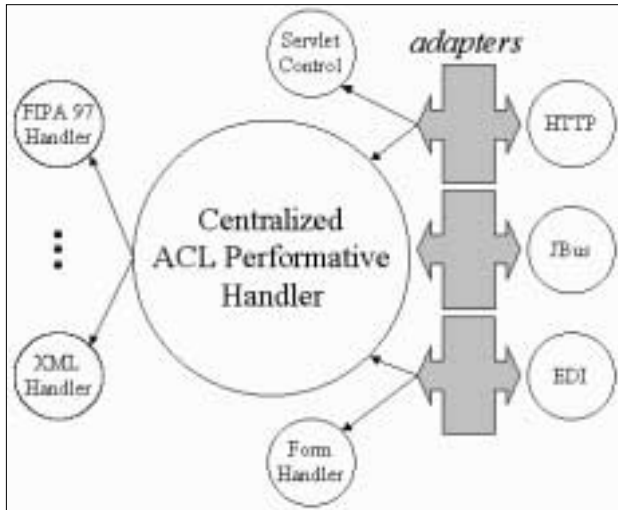 Servlet
Control
adapters
FIPA 97
Handler
HTTP
Centralized
ACL Performative
Handler
JBus
XML
Handler
EDI
Form
Handler